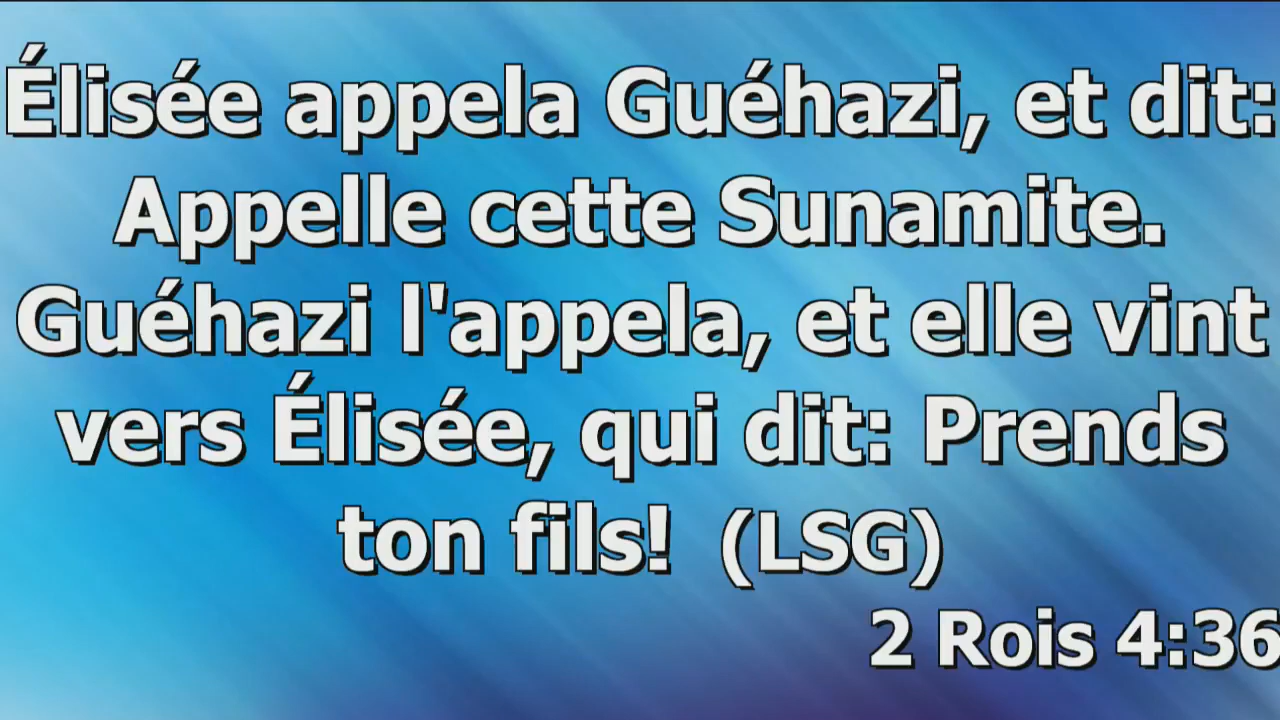 Élisée appela Guéhazi, et dit:
Appelle cette Sunamite.
Guéhazi l'appela, et elle vint
vers Élisée, qui dit: Prends
ton fils!  (LSG)
2 Rois 4:36